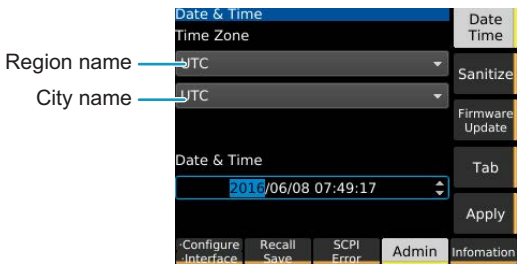 Date & Time
Time Zone
Region name
UTC
City name
UTC
Date & Time
2016/06/08 07:49:17
Date
Time
Sanitize
Firmware
Update
Tab
Apply
·Configure
·Interface
Recall
Save
SCPI
Error
Admin
Infomation